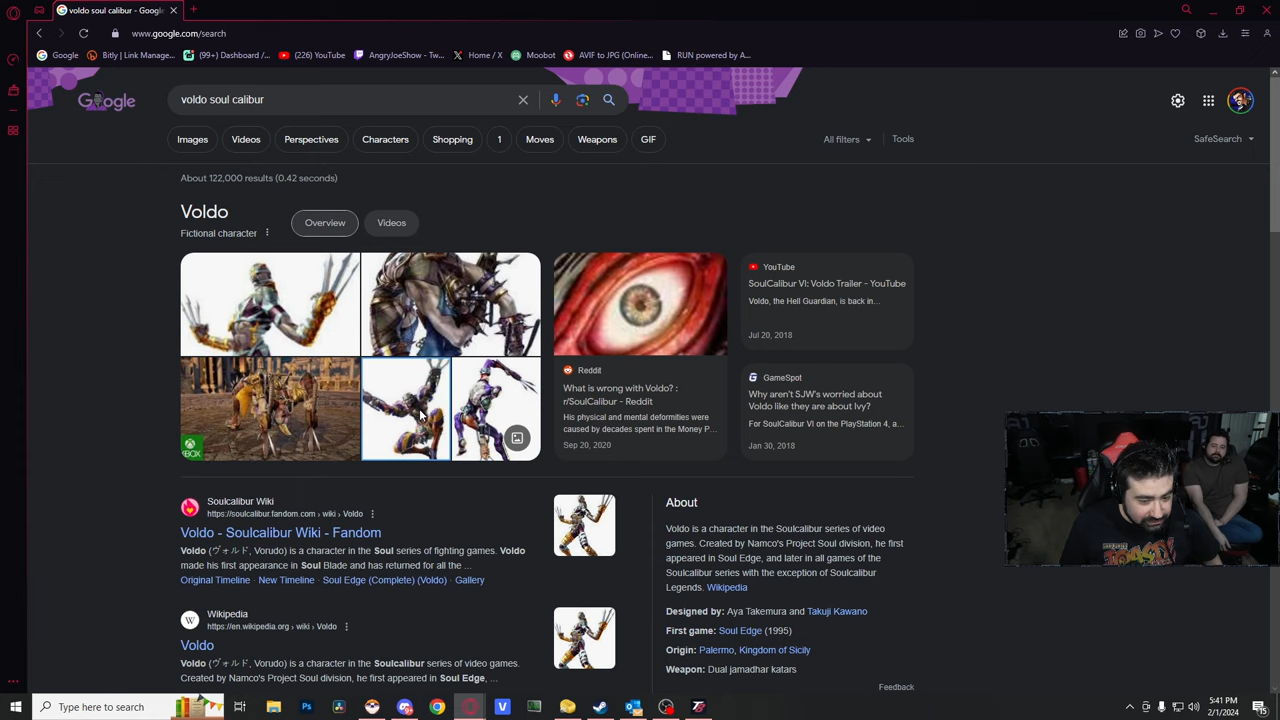 voldo soul calibur - Google
www.google.com/search
Google
Bitly | Link Manage...
(99+) Dashboard /...
(226) YouTube
AngryJoeShow - Tw...
Home / X
Moobot
AVIF to JPG (Online...
RUN powered by A...
voldo soul calibur
Images
Videos
Perspectives
Characters
Shopping
1
Moves
Weapons
GIF
All filters
Tools
SafeSearch
About 122,000 results (0.42 seconds)
Voldo
Fictional character
Overview
Videos
XBOX
Reddit
What is wrong with Voldo? :
r/SoulCalibur - Reddit
His physical and mental deformities were
caused by decades spent in the Money P...
Sep 20, 2020
YouTube
SoulCalibur VI: Voldo Trailer - YouTube
Voldo, the Hell Guardian, is back in...
Jul 20, 2018
GameSpot
Why aren't SJW's worried about
Voldo like they are about Ivy?
For SoulCalibur VI on the PlayStation 4, a...
Jan 30, 2018
Soulcalibur Wiki
https://soulcalibur.fandom.com › wiki › Voldo
Voldo - Soulcalibur Wiki - Fandom
Voldo (ヴォルド, Vorudo) is a character in the Soul series of fighting games. Voldo
made his first appearance in Soul Blade and has returned for all the ...
Original Timeline · New Timeline · Soul Edge (Complete) (Voldo) · Gallery
Wikipedia
https://en.wikipedia.org › wiki › Voldo
Voldo
Voldo (ヴォルド, Vorudo) is a character in the Soulcalibur series of video games.
Created by Namco's Project Soul division, he first appeared in Soul Edge, ...
About
Voldo is a character in the Soulcalibur series of video
games. Created by Namco's Project Soul division, he first
appeared in Soul Edge, and later in all games of the
Soulcalibur series with the exception of Soulcalibur
Legends. Wikipedia
Designed by: Aya Takemura and Takuji Kawano
First game: Soul Edge (1995)
Origin: Palermo, Kingdom of Sicily
Weapon: Dual jamadhar katars
Feedback
Type here to search
5:41 PM
2/1/2024